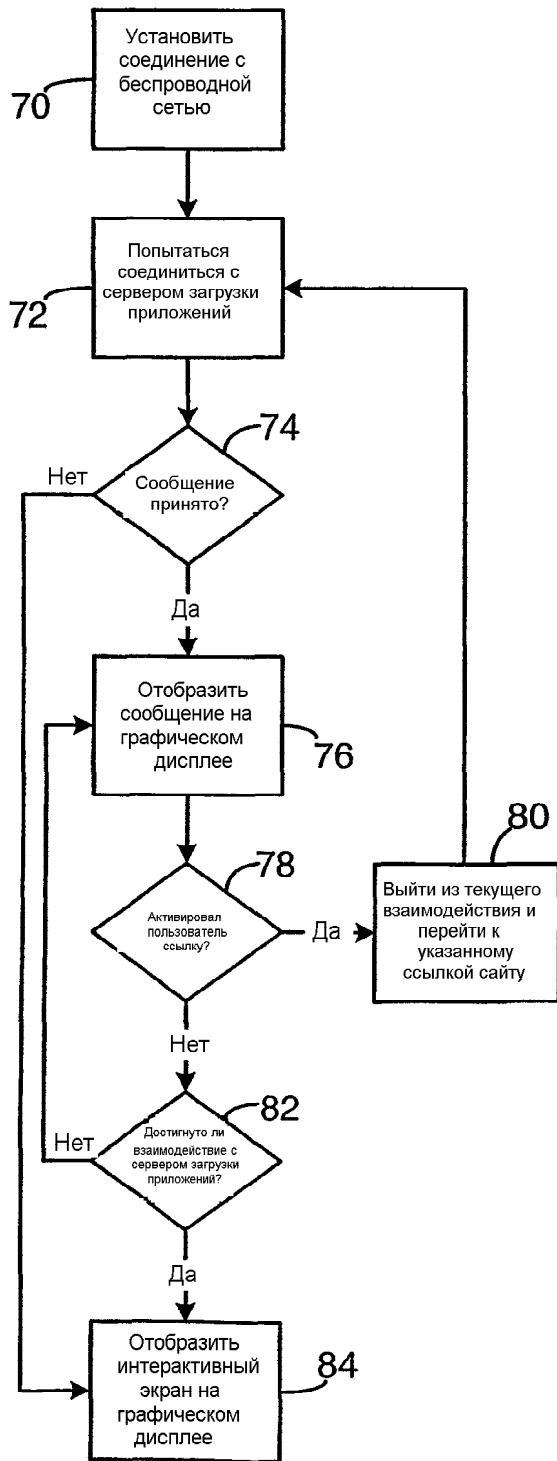 Установить
соединение с
беспроводной
сетью
70
Попытаться
соединиться с
сервером загрузки
приложений
72
74
Нет
Сообщение
принято?
Да
Отобразить
сообщение на
графическом
дисплее
76
78
Активировал
пользователь
ссылку?
Да
80
Выйти из текущего
взаимодействия и
перейти к
указанному
ссылкой сайту
Нет
82
Нет
Достигнуто ли
взаимодействие с
сервером загрузки
приложений?
Да
Отобразить
интерактивный
экран на
графическом
дисплее
84